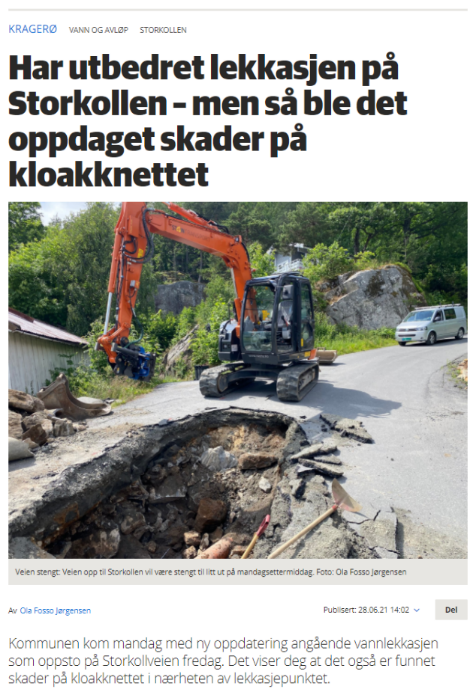 KRAGERØ VANN OG AVLØP STORKOLLEN
Har utbedret lekkasjen på
Storkollen – men så ble det
oppdaget skader på
kloakknettet
Veien stengt: Veien opp til Storkollen vil være stengt til litt ut på mandagsettermiddag. Foto: Ola Fosso Jørgensen
Av Ola Fosso Jørgensen Publisert: 28.06.21 14:02 Del
Kommunen kom mandag med ny oppdatering angående vannlekkasjen
som oppsto på Storkollveien fredag. Det viser deg at det også er funnet
skader på kloakknettet i nærheten av lekkasjepunktet.